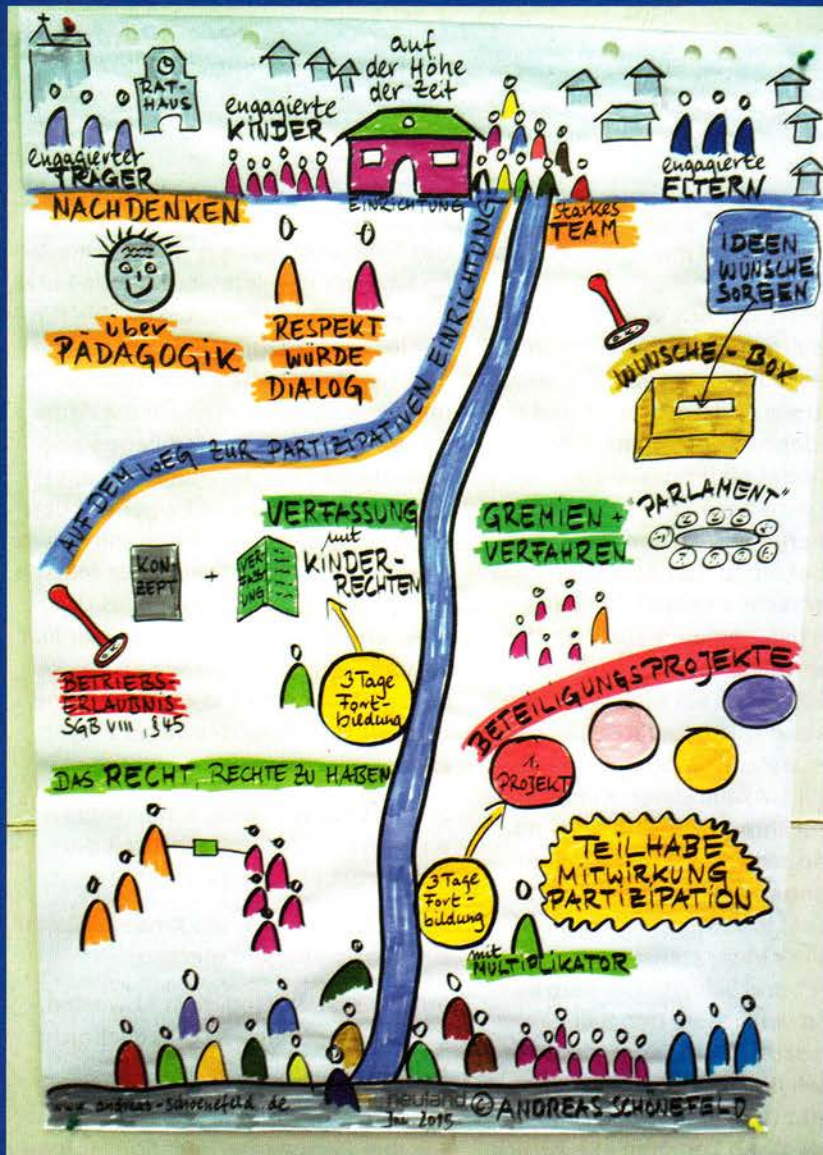 auf
der Höhe
der Zeit
RAT-
HAUS
engagierte
KINDER
engagierter
TRÄGER
engagierte
ELTERN
EINRICHTUNG
NACHDENKEN
über
PÄDAGOGIK
RESPEKT
WÜRDE
DIALOG
starkes
TEAM
IDEEN
WÜNSCHE
SORGEN
WÜNSCHE-BOX
AUF DEM WEG ZUR PARTIZIPATIVEN EINRICHTUNG
KON-
ZEPT
+
VER-
FASS
UNG
VERFASSUNG
mit
KINDER-
RECHTEN
GREMIEN +
VERFAHREN
"PARLAMENT"
BETRIEBS-
ERLAUBNIS
SGB VIII, §45
3 Tage
Fort-
bildung
BETEILIGUNGSPROJEKTE
1.
PROJEKT
DAS RECHT, RECHTE ZU HABEN
TEILHABE
MITWIRKUNG
PARTIZIPATION
3 Tage
Fort-
bildung
mit
MULTIPLIKATOR
www.andreas-schoenefeld.de
neuland
2015
© ANDREAS SCHÖNEFELD